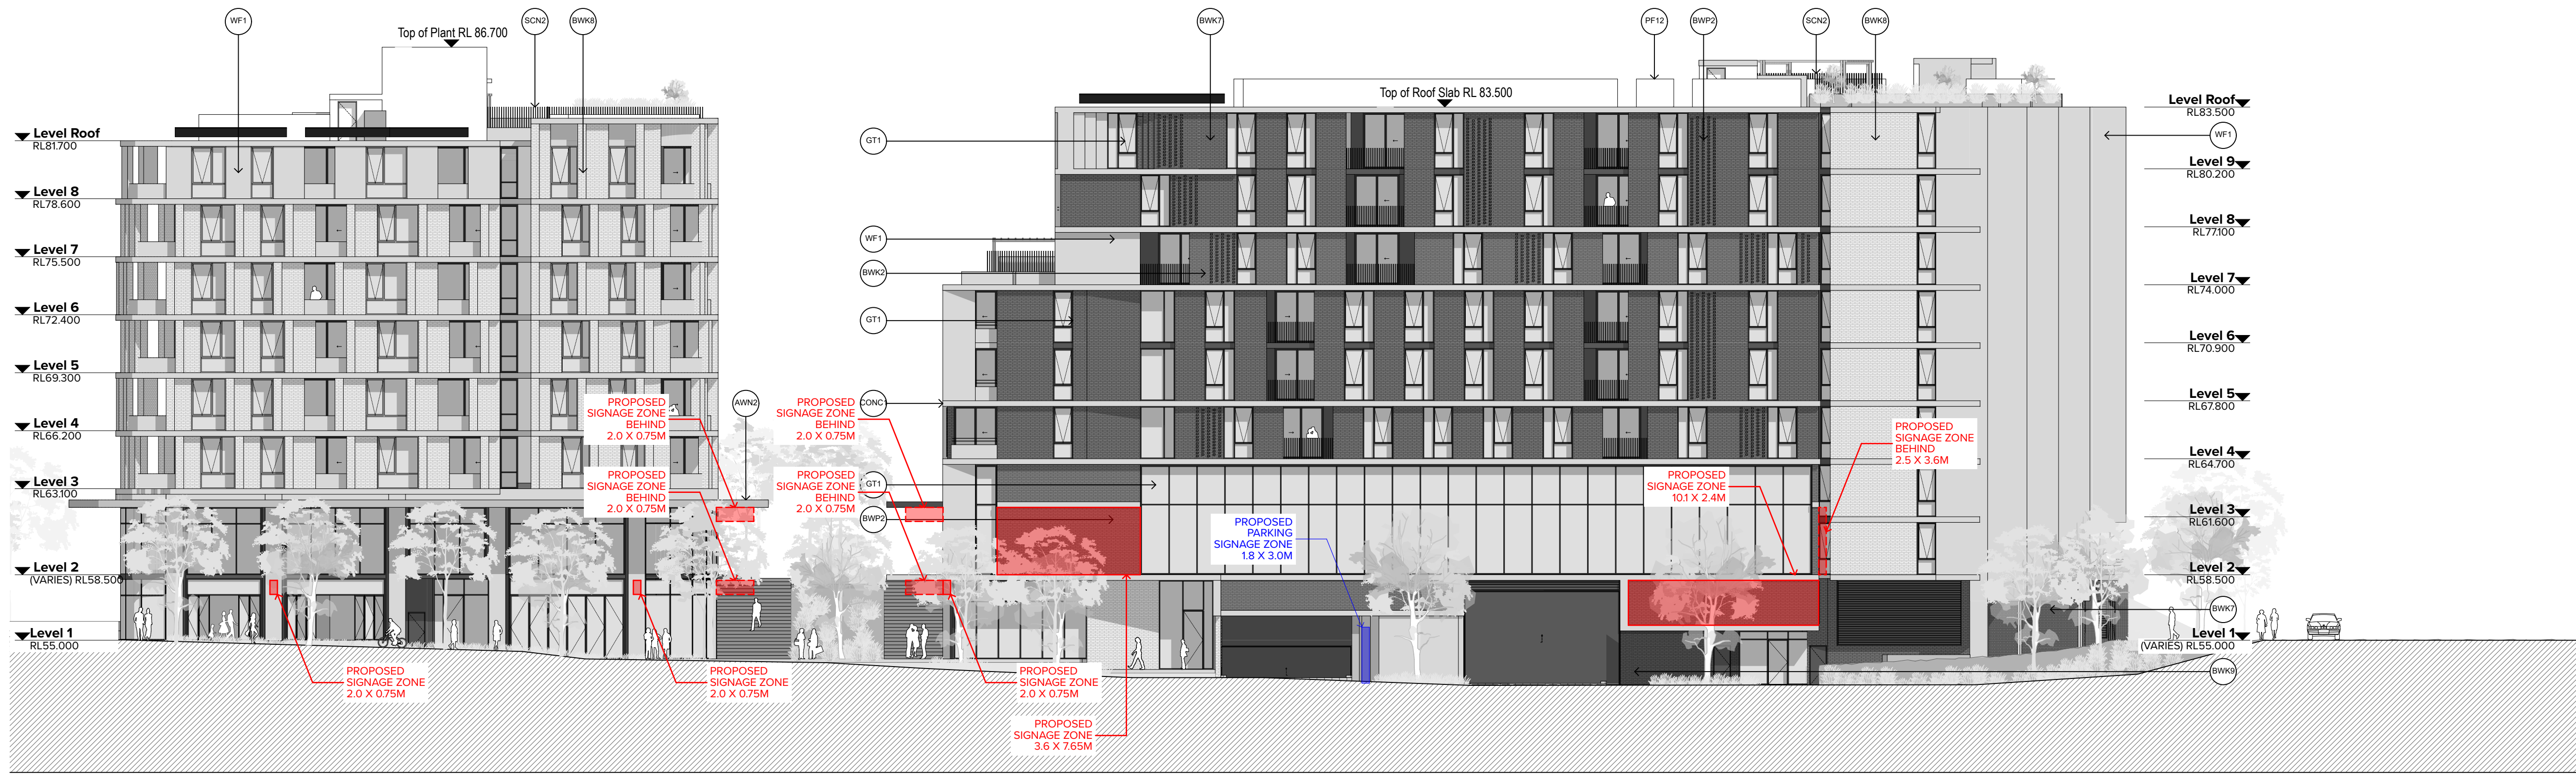 WF1
SCN2
BWK8
BWK7
PF12
BWP2
SCN2
BWK8
Top of Plant RL 86.700
Top of Roof Slab RL 83.500
Level Roof
RL81.700
Level 8
RL78.600
Level 7
RL75.500
Level 6
RL72.400
Level 5
RL69.300
Level 4
RL66.200
Level 3
RL63.100
Level 2
(VARIES) RL58.500
Level 1
RL55.000
PROPOSED
SIGNAGE ZONE
BEHIND
2.0 X 0.75M
PROPOSED
SIGNAGE ZONE
BEHIND
2.0 X 0.75M
AWN2
PROPOSED
SIGNAGE ZONE
BEHIND
2.0 X 0.75M
PROPOSED
SIGNAGE ZONE
BEHIND
2.0 X 0.75M
GT1
WF1
BWK2
GT1
CONC1
GT1
BWP2
PROPOSED
PARKING
SIGNAGE ZONE
1.8 X 3.0M
PROPOSED
SIGNAGE ZONE
10.1 X 2.4M
PROPOSED
SIGNAGE ZONE
BEHIND
2.5 X 3.6M
Level Roof
RL83.500
WF1
Level 9
RL80.200
Level 8
RL77.100
Level 7
RL74.000
Level 6
RL70.900
Level 5
RL67.800
Level 4
RL64.700
Level 3
RL61.600
Level 2
RL58.500
BWK7
Level 1
(VARIES) RL55.000
BWK9
PROPOSED
SIGNAGE ZONE
2.0 X 0.75M
PROPOSED
SIGNAGE ZONE
2.0 X 0.75M
PROPOSED
SIGNAGE ZONE
2.0 X 0.75M
PROPOSED
SIGNAGE ZONE
3.6 X 7.65M